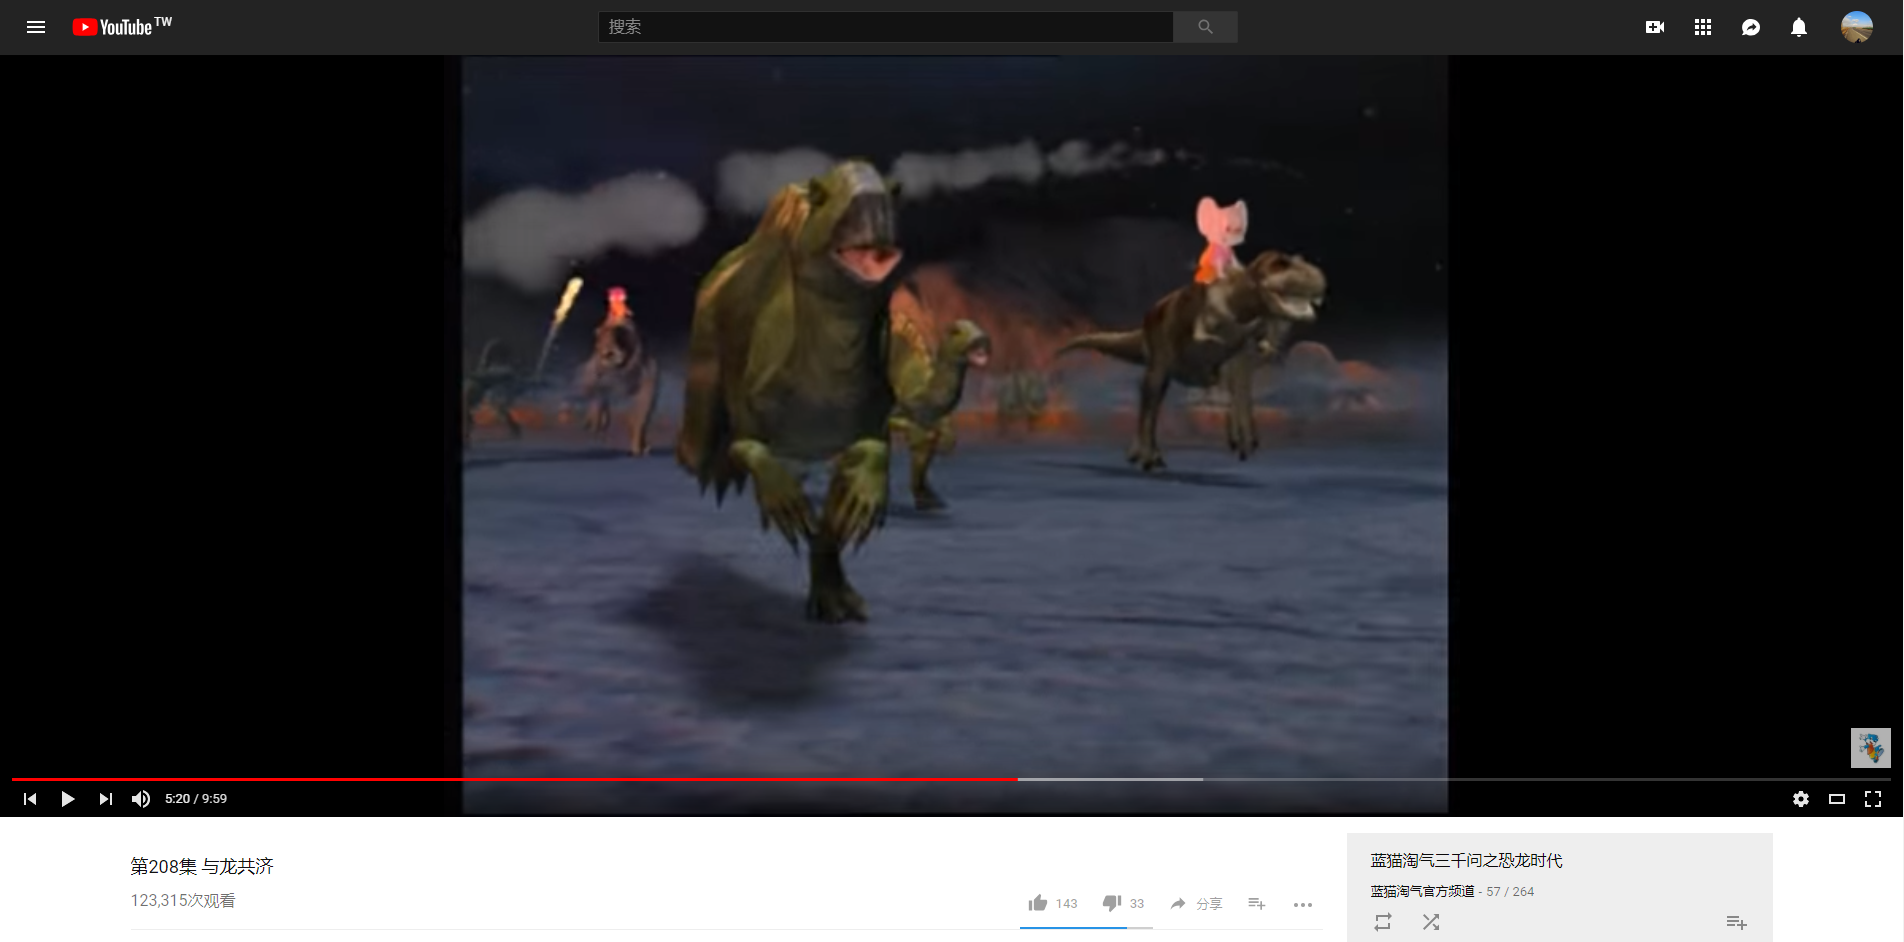 YouTube TW
搜索
5:20 / 9:59
第208集 与龙共济
123,315次观看
143
33
分享
蓝猫淘气三千问之恐龙时代
蓝猫淘气官方频道 - 57 / 264